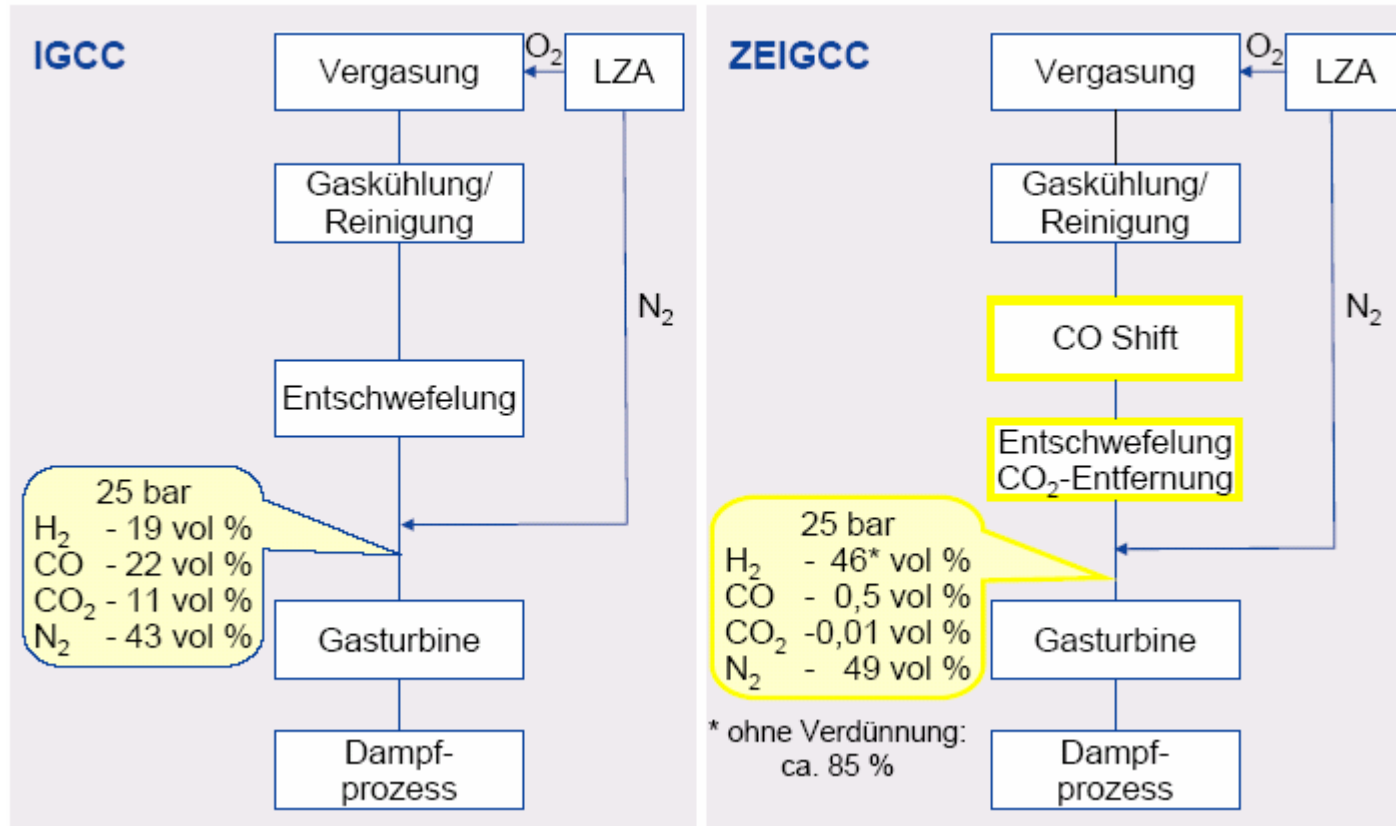 IGCC
Vergasung
O₂
LZA
Gaskühlung/
Reinigung
N₂
Entschwefelung
25 bar
H₂ - 19 vol %
CO - 22 vol %
CO₂ - 11 vol %
N₂ - 43 vol %
Gasturbine
Dampf-
prozess
ZEIGCC
Vergasung
O₂
LZA
Gaskühlung/
Reinigung
N₂
CO Shift
Entschwefelung
CO₂-Entfernung
25 bar
H₂ - 46* vol %
CO - 0,5 vol %
CO₂ -0,01 vol %
N₂ - 49 vol %
Gasturbine
* ohne Verdünnung:
ca. 85 %
Dampf-
prozess